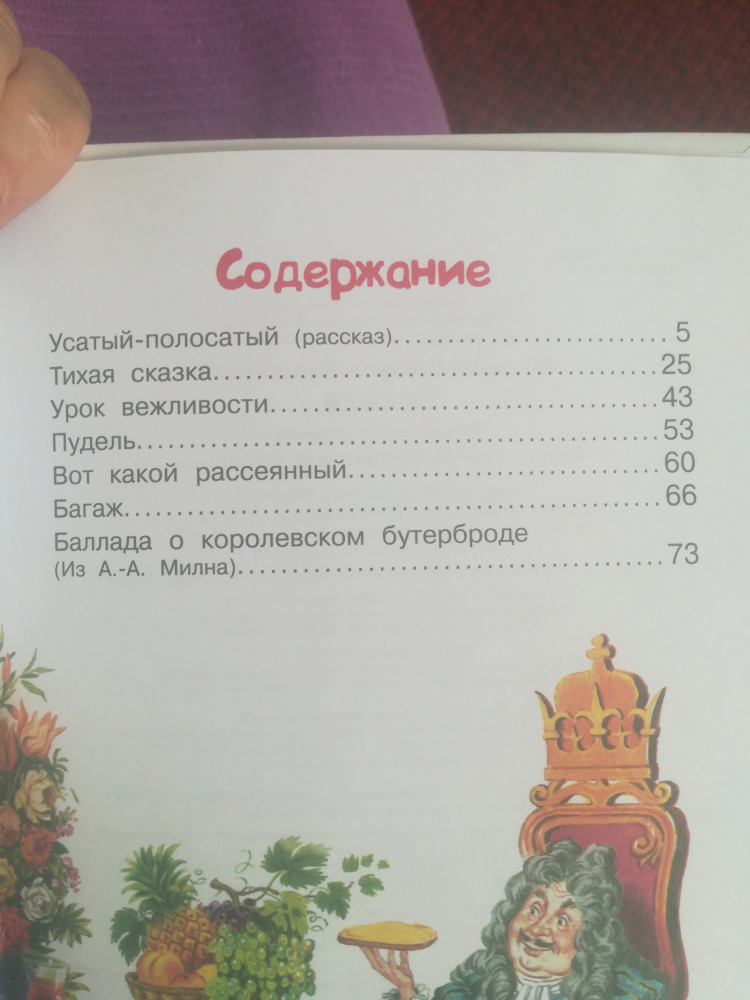 Содержание
Усатый-полосатый (рассказ)........................... 5
Тихая сказка.............................................25
Урок вежливости.......................................43
Пудель.....................................................53
Вот какой рассеянный................................60
Багаж......................................................66
Баллада о королевском бутерброде
(Из А.-А. Милна)..........................................73